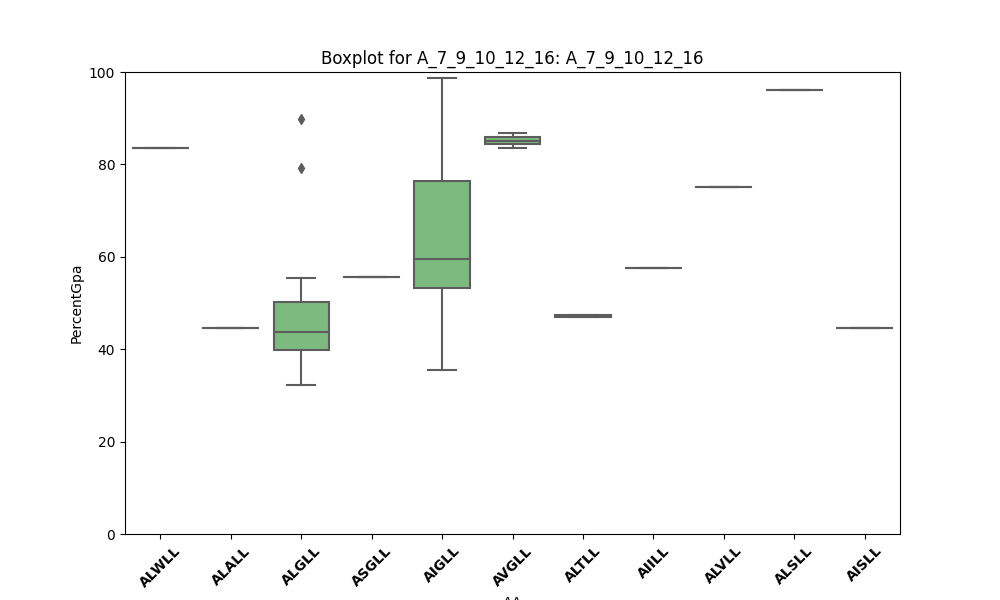 Boxplot for A_7_9_10_12_16: A_7_9_10_12_16
100
80
60
40
20
0
PercentGpa
ALWLL
ALALL
ALGLL
ASGLL
AIGLL
AVGLL
ALTLL
AIILL
ALVLL
ALSLL
AISLL